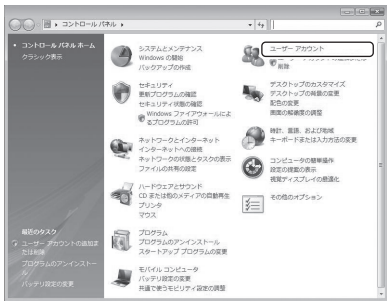 コントロール パネル
コントロール パネル ホーム
クラシック表示
システムとメンテナンス
Windows の開始
バックアップの作成
セキュリティ
更新プログラムの確認
セキュリティ状態の確認
Windows ファイアウォールによ
るプログラムの許可
ネットワークとインターネット
インターネットへの接続
ネットワークの状態とタスクの表示
ファイルの共有の設定
ハードウェアとサウンド
CD または他のメディアの自動再生
プリンタ
マウス
プログラム
プログラムのアンインストール
スタートアップ プログラムの変更
モバイル コンピュータ
バッテリ設定の変更
共通で使うモビリティ設定の調整
ユーザー アカウント
削除
デスクトップのカスタマイズ
デスクトップの背景の変更
配色の変更
画面の解像度の調整
時計、言語、および地域
キーボードまたは入力方法の変更
コンピュータの簡単操作
設定の提案の表示
視覚ディスプレイの最適化
その他のオプション
最近のタスク
ユーザー アカウントの追加ま
たは削除
プログラムのアンインストー
ル
バッテリ設定の変更